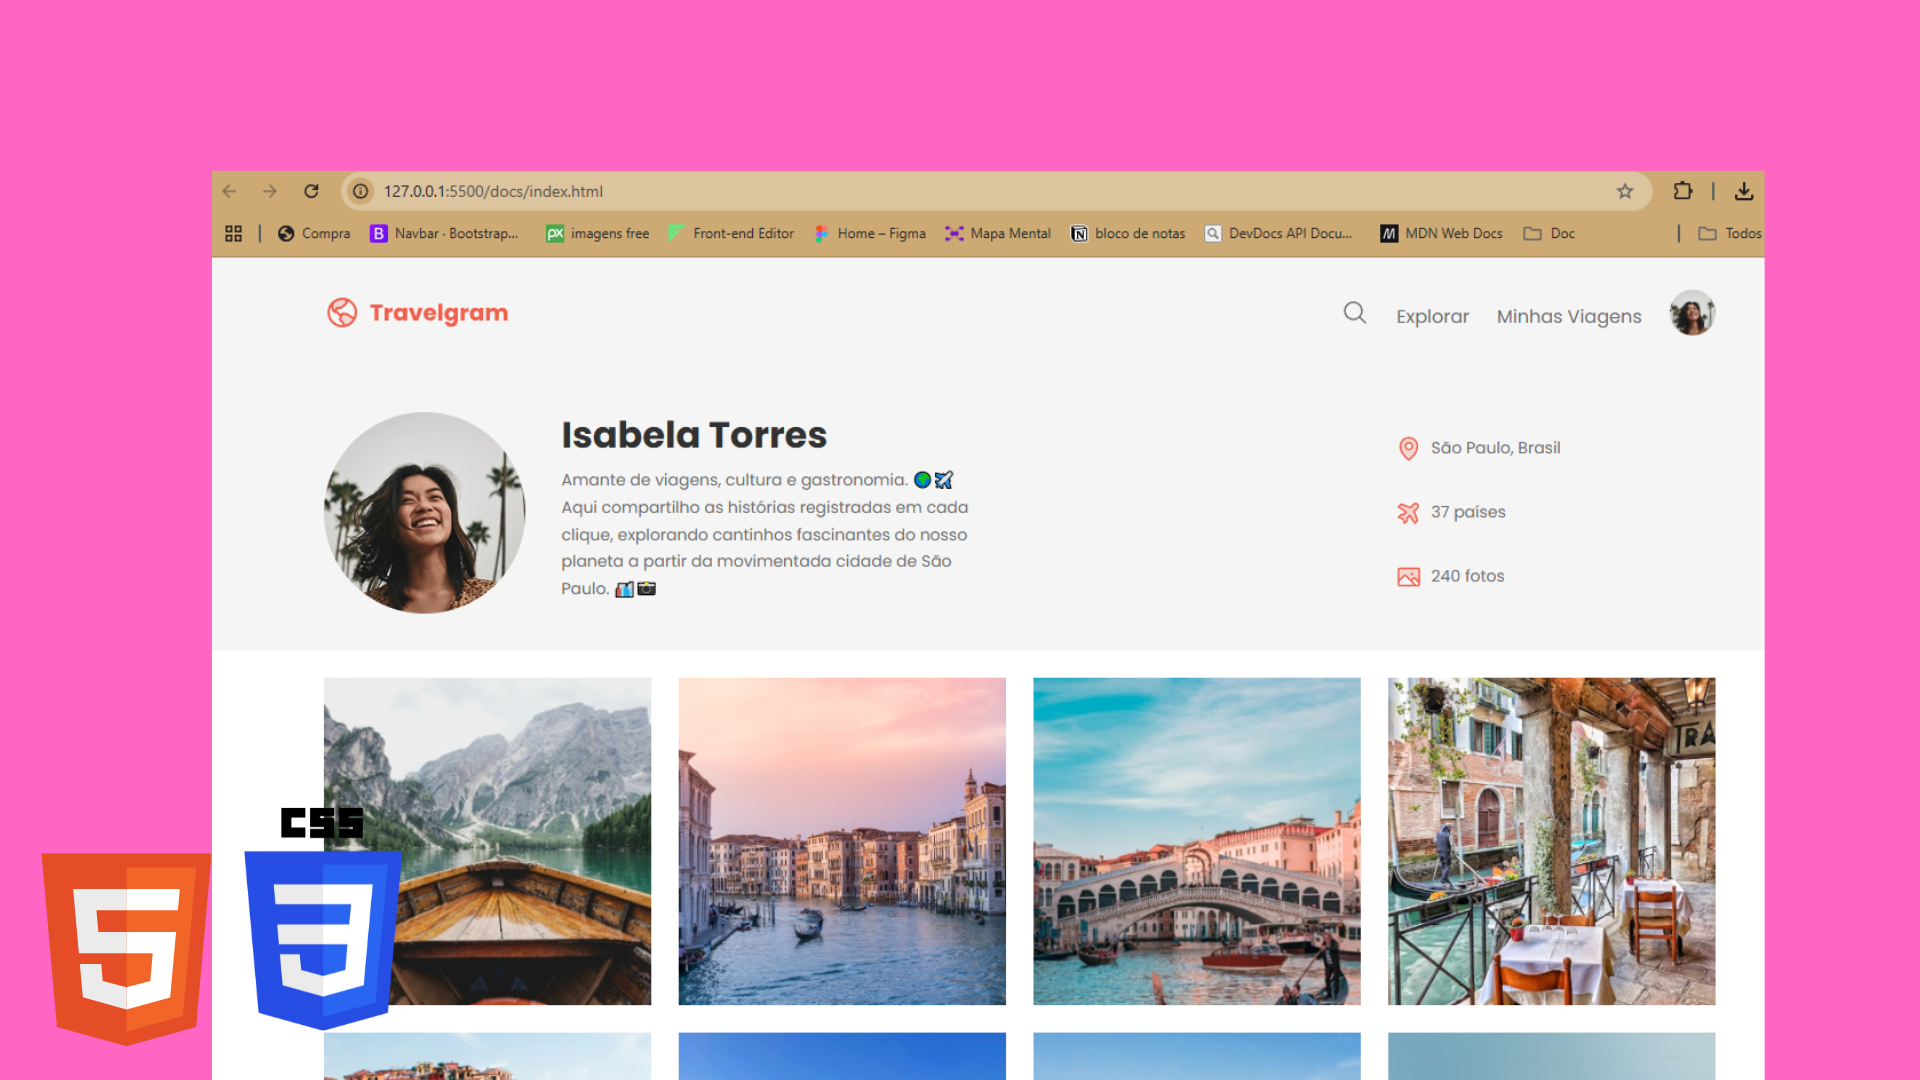 127.0.0.1:5500/docs/index.html
Compra
Navbar · Bootstrap...
px
imagens free
Front-end Editor
Home – Figma
Mapa Mental
bloco de notas
DevDocs API Docu...
MDN Web Docs
Doc
Todos
Travelgram
Explorar
Minhas Viagens
Isabela Torres
Amante de viagens, cultura e gastronomia. 🌍✈️
Aqui compartilho as histórias registradas em cada
clique, explorando cantinhos fascinantes do nosso
planeta a partir da movimentada cidade de São
Paulo. 🏙️📷
São Paulo, Brasil
37 países
240 fotos
TRA
CSS
5
3